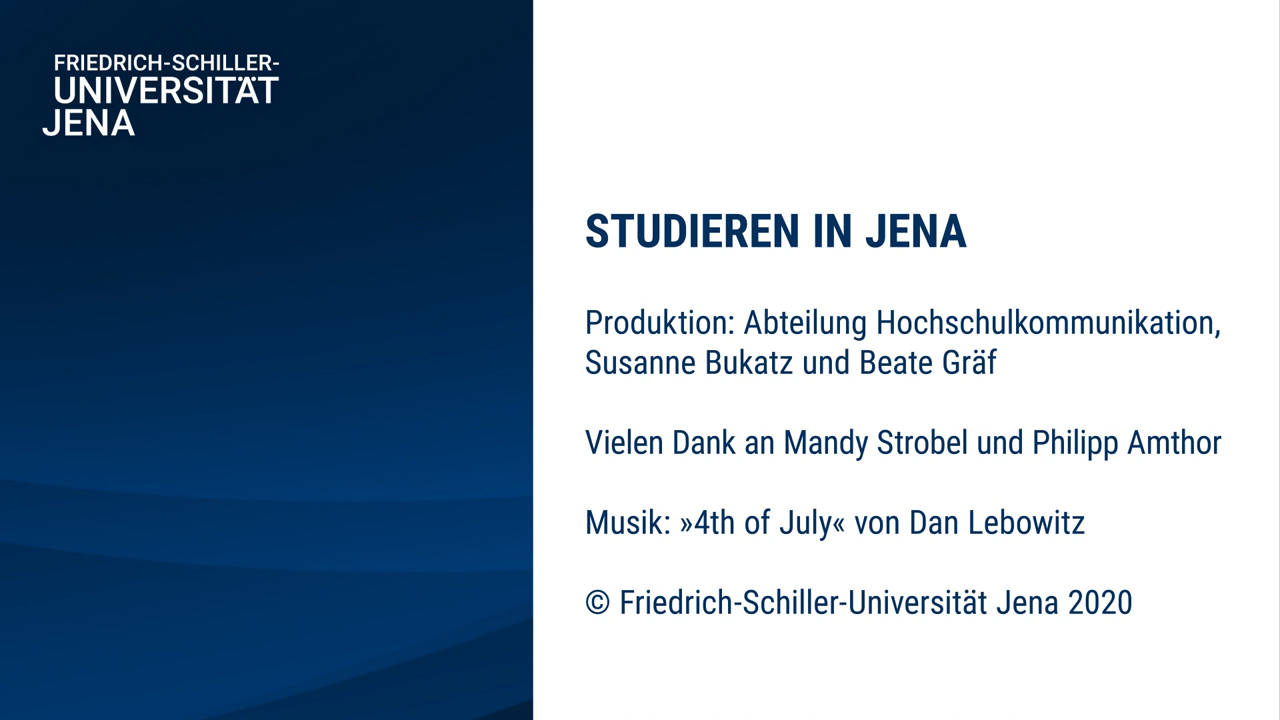 FRIEDRICH-SCHILLER-
UNIVERSITÄT
JENA
STUDIEREN IN JENA
Produktion: Abteilung Hochschulkommunikation,
Susanne Bukatz und Beate Gräf
Vielen Dank an Mandy Strobel und Philipp Amthor
Musik: »4th of July« von Dan Lebowitz
© Friedrich-Schiller-Universität Jena 2020